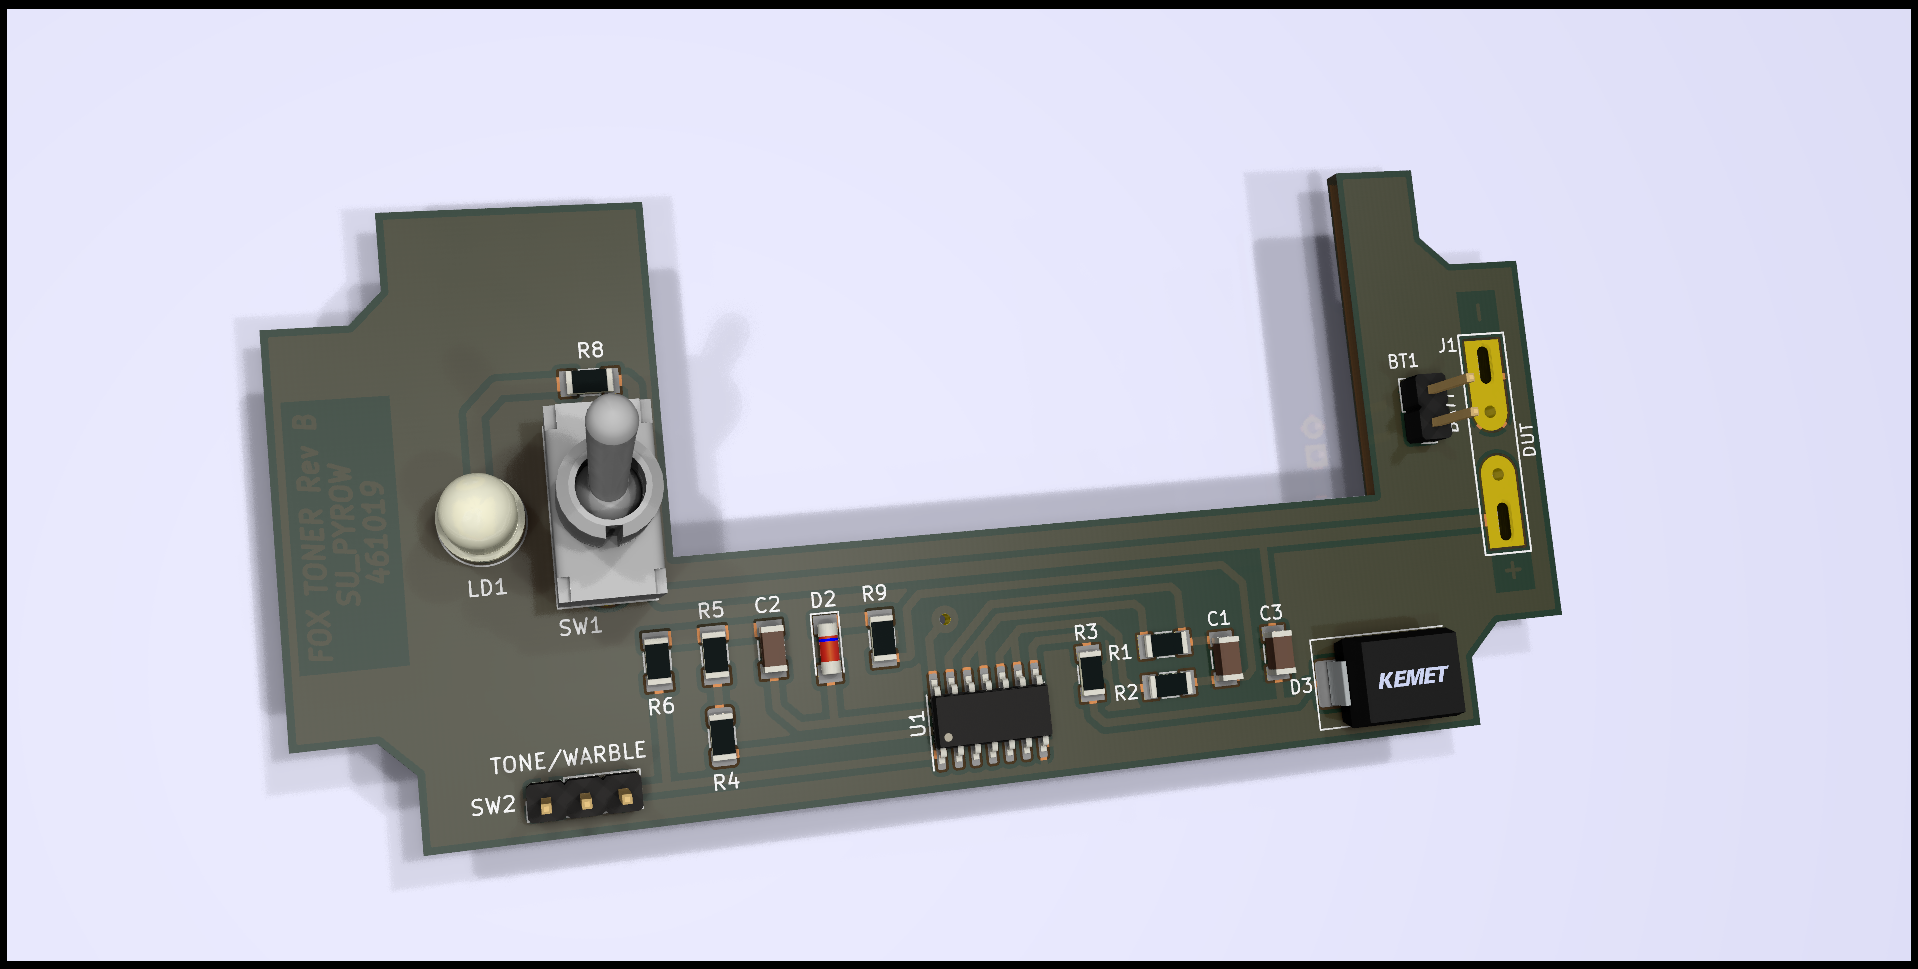 FOX TONER Rev B
SU_PYROW
461019
R8
LD1
SW1
R6
R5
C2
D2
R9
R4
TONE/WARBLE
SW2
U1
R3
R1
R2
C1
C3
D3
KEMET
BT1
J1
-
DUT
+